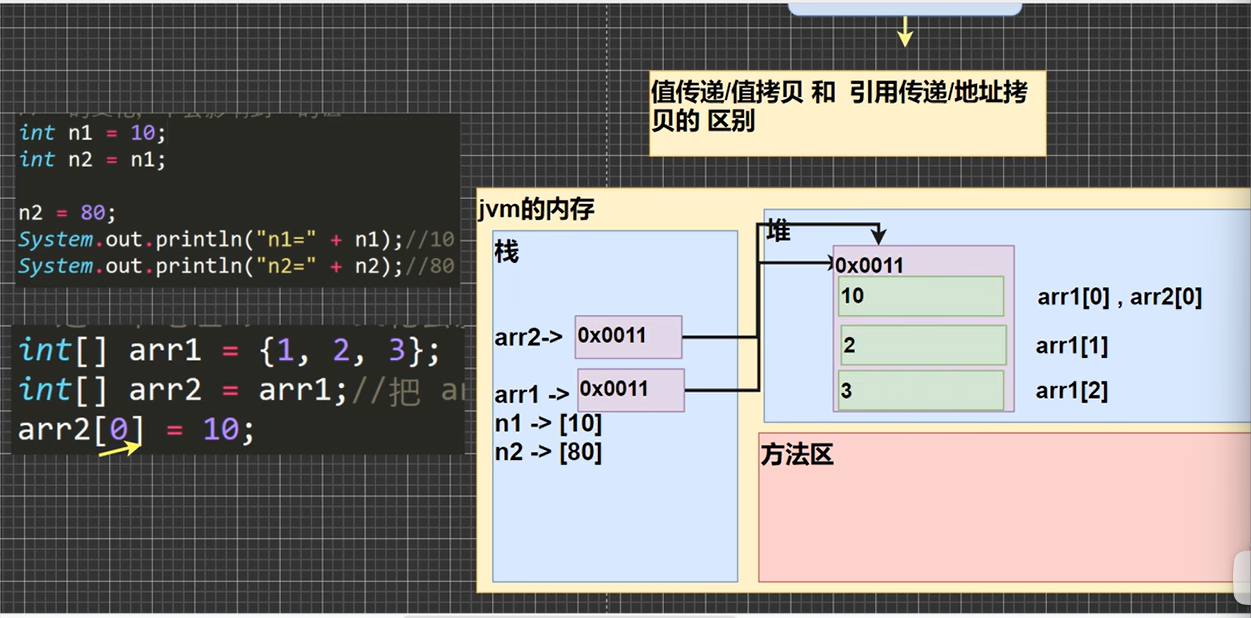 值传递/值拷贝 和 引用传递/地址拷
贝的 区别
int n1 = 10;
int n2 = n1;
n2 = 80;
System.out.println("n1=" + n1);//10
System.out.println("n2=" + n2);//80
int[] arr1 = {1, 2, 3};
int[] arr2 = arr1;//把
arr2[0] = 10;
jvm的内存
栈
arr2-> 0x0011
arr1 -> 0x0011
n1 -> [10]
n2 -> [80]
堆
0x0011
10 arr1[0] , arr2[0]
2 arr1[1]
3 arr1[2]
方法区